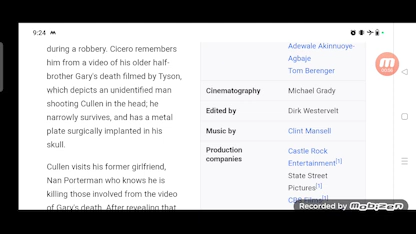 9:24
during a robbery. Cicero remembers
him from a video of his older half-
brother Gary's death filmed by Tyson,
which depicts an unidentified man
shooting Cullen in the head; he
narrowly survives, and has a metal
plate surgically implanted in his
skull.
Cullen visits his former girlfriend,
Nan Porterman who knows he is
killing those involved from the video
of Gary's death. After revealing that
Adewale Akinnuoye-
Agbaje
Tom Berenger
Cinematography Michael Grady
Edited by Dirk Westervelt
Music by Clint Mansell
Production Castle Rock
companies Entertainment[1]
State Street
Pictures[1]
CBS Films[1]
Recorded by Mobizen